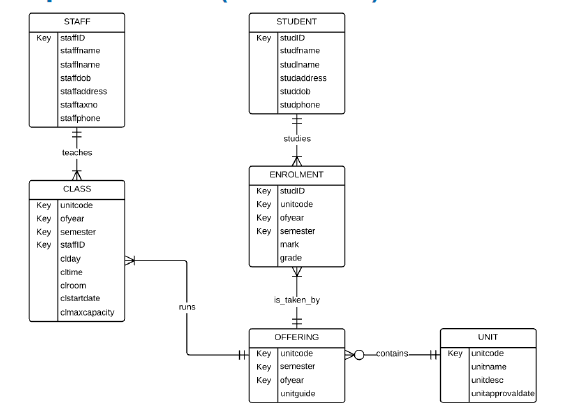 STAFF
Key staffID
staffname
stafflname
staffdob
staffaddress
stafftaxno
staffphone
STUDENT
Key studID
studfname
studlname
studaddress
studdob
studphone
teaches
studies
CLASS
Key unitcode
Key ofyear
Key semester
Key staffID
clday
cltime
clroom
clstartdate
clmaxcapacity
ENROLMENT
Key studID
Key unitcode
Key ofyear
Key semester
mark
grade
runs
is_taken_by
OFFERING
Key unitcode
Key semester
Key ofyear
unitguide
contains
UNIT
Key unitcode
unitname
unitdesc
unitapprovaldate